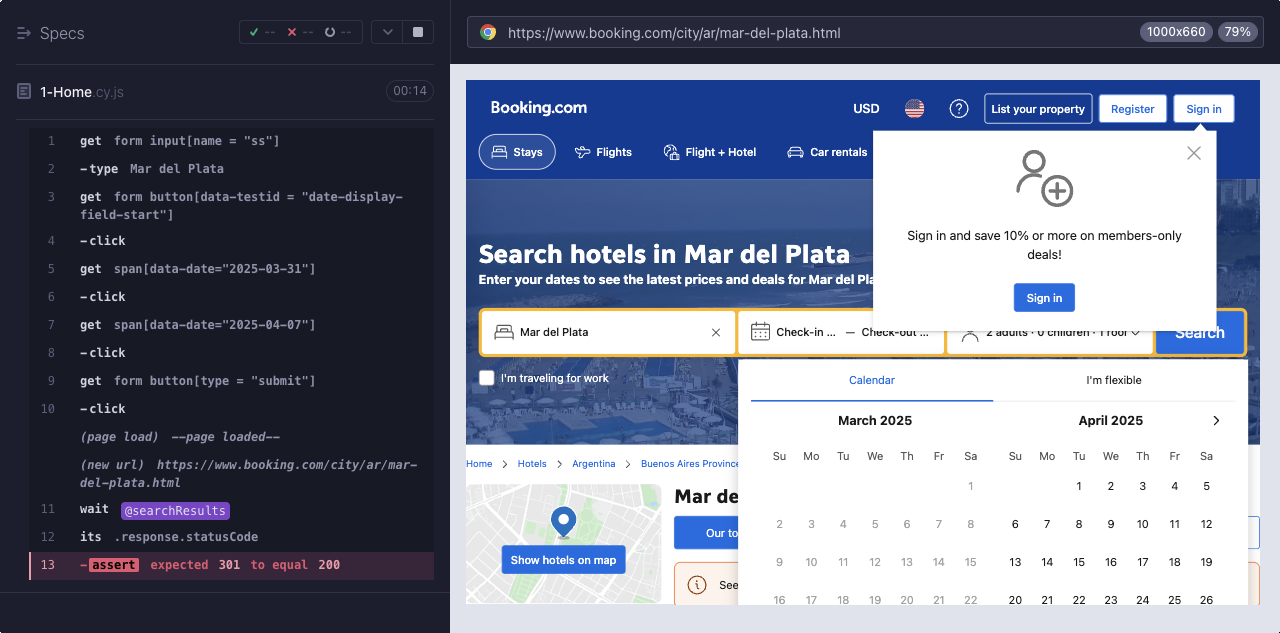 Specs
-- -- --
1-Home.cy.js
00:14
1 get form input[name = "ss"]
2 -type Mar del Plata
3 get form button[data-testid = "date-display-
field-start"]
4 -click
5 get span[data-date="2025-03-31"]
6 -click
7 get span[data-date="2025-04-07"]
8 -click
9 get form button[type = "submit"]
10 -click
(page load) --page loaded--
(new url) https://www.booking.com/city/ar/mar-
del-plata.html
11 wait @searchResults
12 its .response.statusCode
13 -assert expected 301 to equal 200
https://www.booking.com/city/ar/mar-del-plata.html
1000x660 79%
Booking.com
USD
List your property
Register
Sign in
Stays
Flights
Flight + Hotel
Car rentals
Sign in and save 10% or more on members-only
deals!
Sign in
Search hotels in Mar del Plata
Enter your dates to see the latest prices and deals for Mar del Pla
Mar del Plata
Check-in ... — Check-out ...
2 adults · 0 children · 1 room
Search
I'm traveling for work
Calendar
I'm flexible
March 2025
April 2025
Su Mo Tu We Th Fr Sa
Su Mo Tu We Th Fr Sa
1
1 2 3 4 5
2 3 4 5 6 7 8
6 7 8 9 10 11 12
9 10 11 12 13 14 15
13 14 15 16 17 18 19
16 17 18 19 20 21 22
20 21 22 23 24 25 26
Home > Hotels > Argentina > Buenos Aires Province
Mar de
Our to
Show hotels on map
See